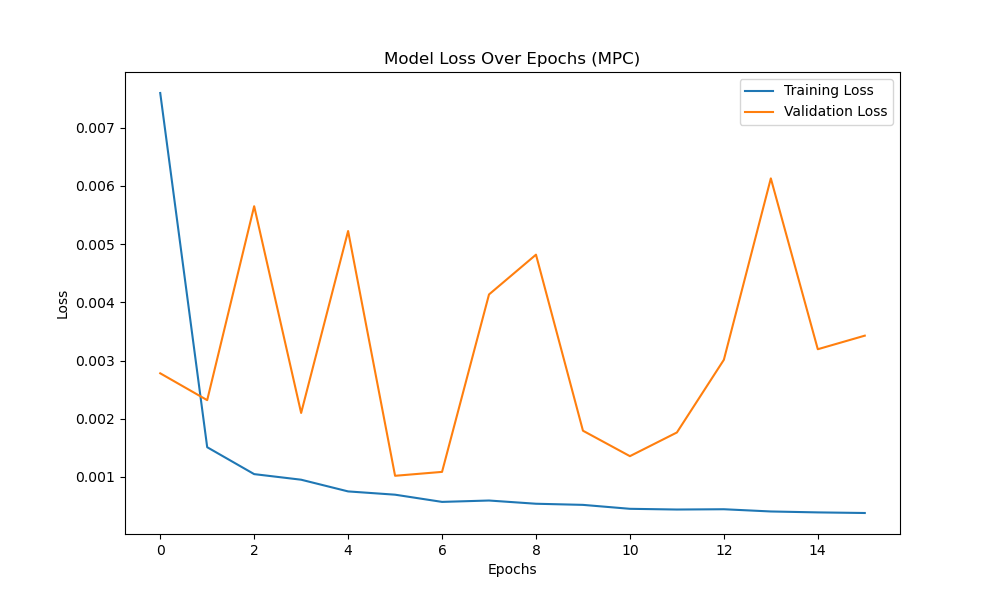 Model Loss Over Epochs (MPC)
Training Loss
Validation Loss
0.007
0.006
0.005
0.004
0.003
0.002
0.001
Loss
0 2 4 6 8 10 12 14
Epochs